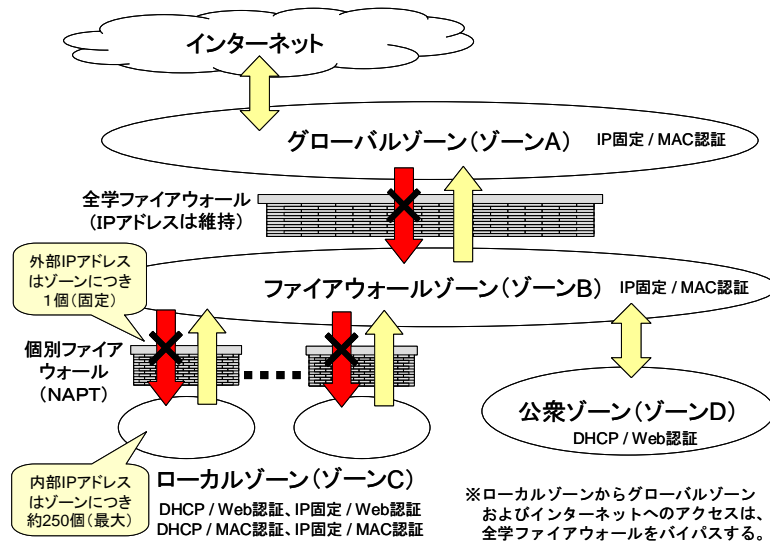 インターネット
グローバルゾーン(ゾーンA)
IP固定 / MAC認証
全学ファイアウォール
(IPアドレスは維持)
外部IPアドレス
はゾーンにつき
1個(固定)
ファイアウォールゾーン(ゾーンB)
IP固定 / MAC認証
個別ファイア
ウォール
(NAPT)
公衆ゾーン(ゾーンD)
DHCP / Web認証
内部IPアドレス
はゾーンにつき
約250個(最大)
ローカルゾーン(ゾーンC)
DHCP / Web認証、IP固定 / Web認証
DHCP / MAC認証、IP固定 / MAC認証
※ローカルゾーンからグローバルゾーン
およびインターネットへのアクセスは、
全学ファイアウォールをバイパスする。